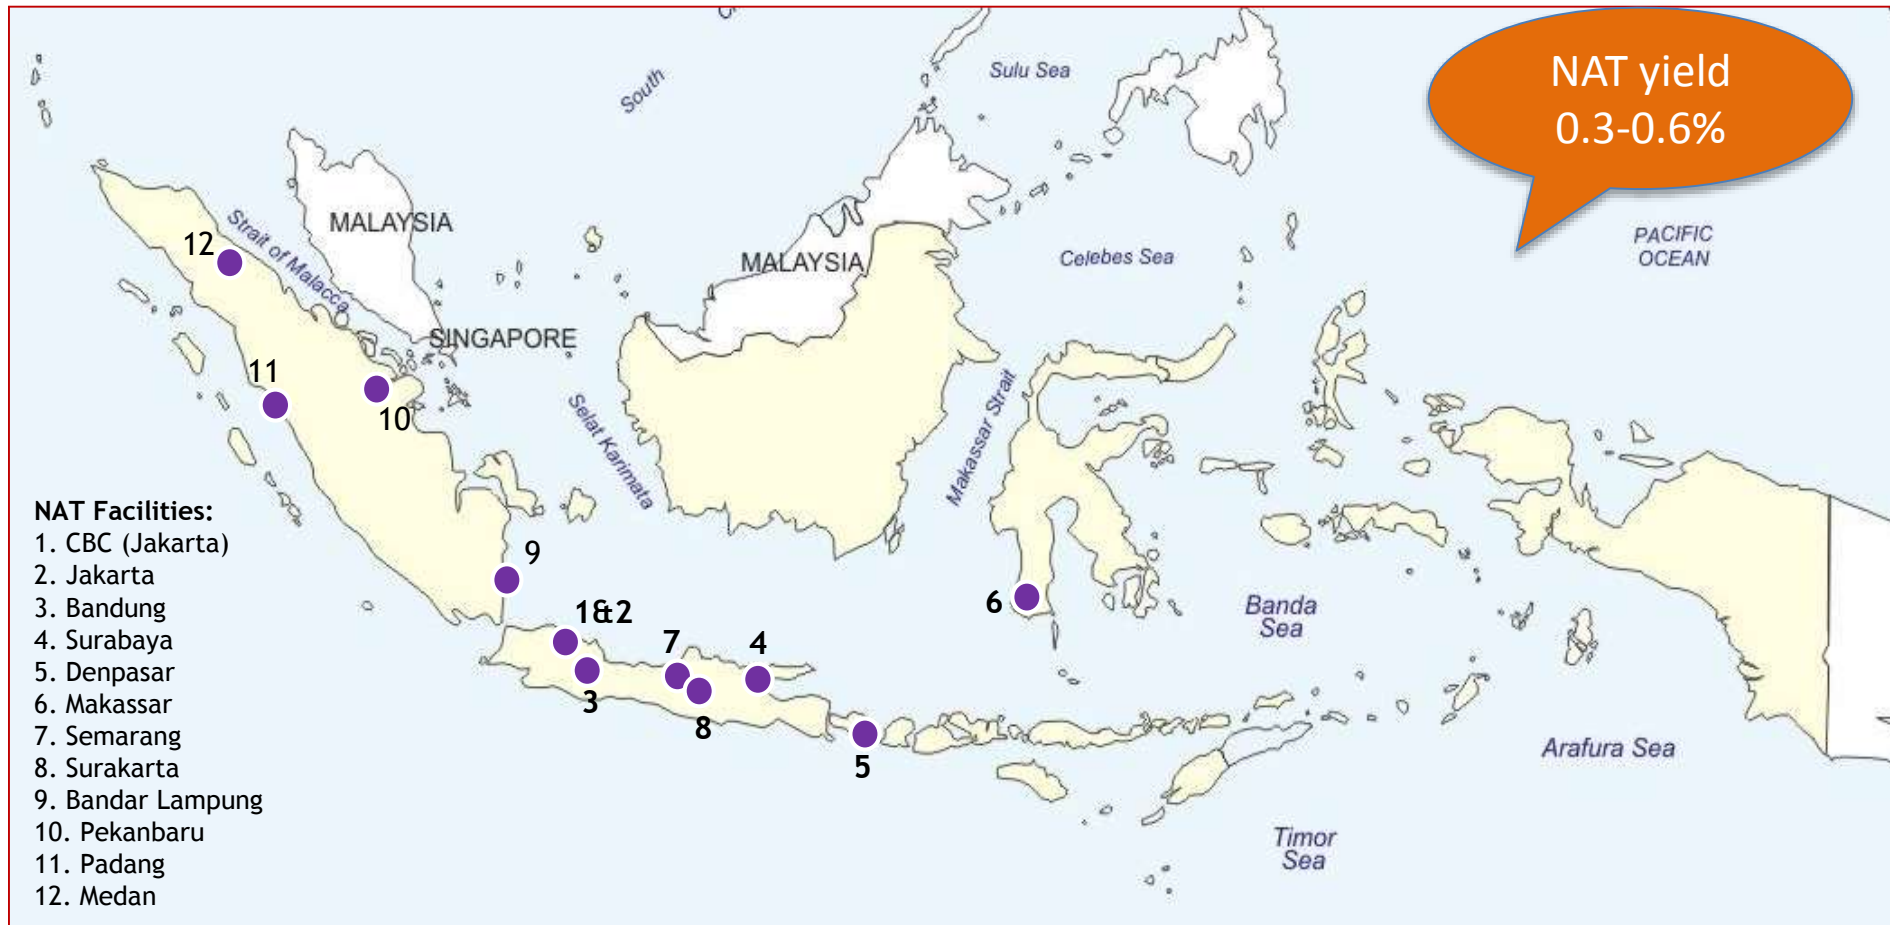 NAT yield
0.3-0.6%
Sulu Sea
South
MALAYSIA
Strait of Malacca
12
MALAYSIA
Celebes Sea
PACIFIC
OCEAN
SINGAPORE
11
10
Selat Karimata
Makassar Strait
NAT Facilities:
1. CBC (Jakarta)
2. Jakarta
3. Bandung
4. Surabaya
5. Denpasar
6. Makassar
7. Semarang
8. Surakarta
9. Bandar Lampung
10. Pekanbaru
11. Padang
12. Medan
9
1&2
3
7
8
4
5
6
Banda
Sea
Arafura Sea
Timor
Sea